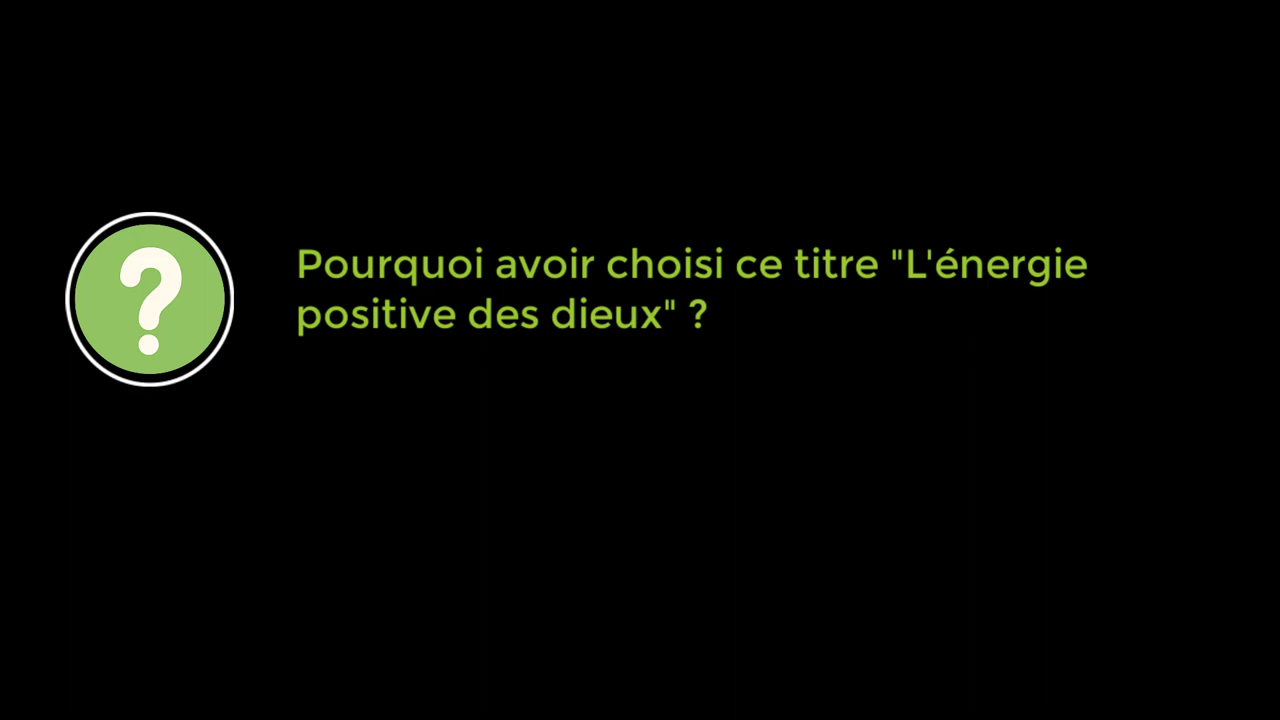 Pourquoi avoir choisi ce titre "L'énergie
positive des dieux" ?